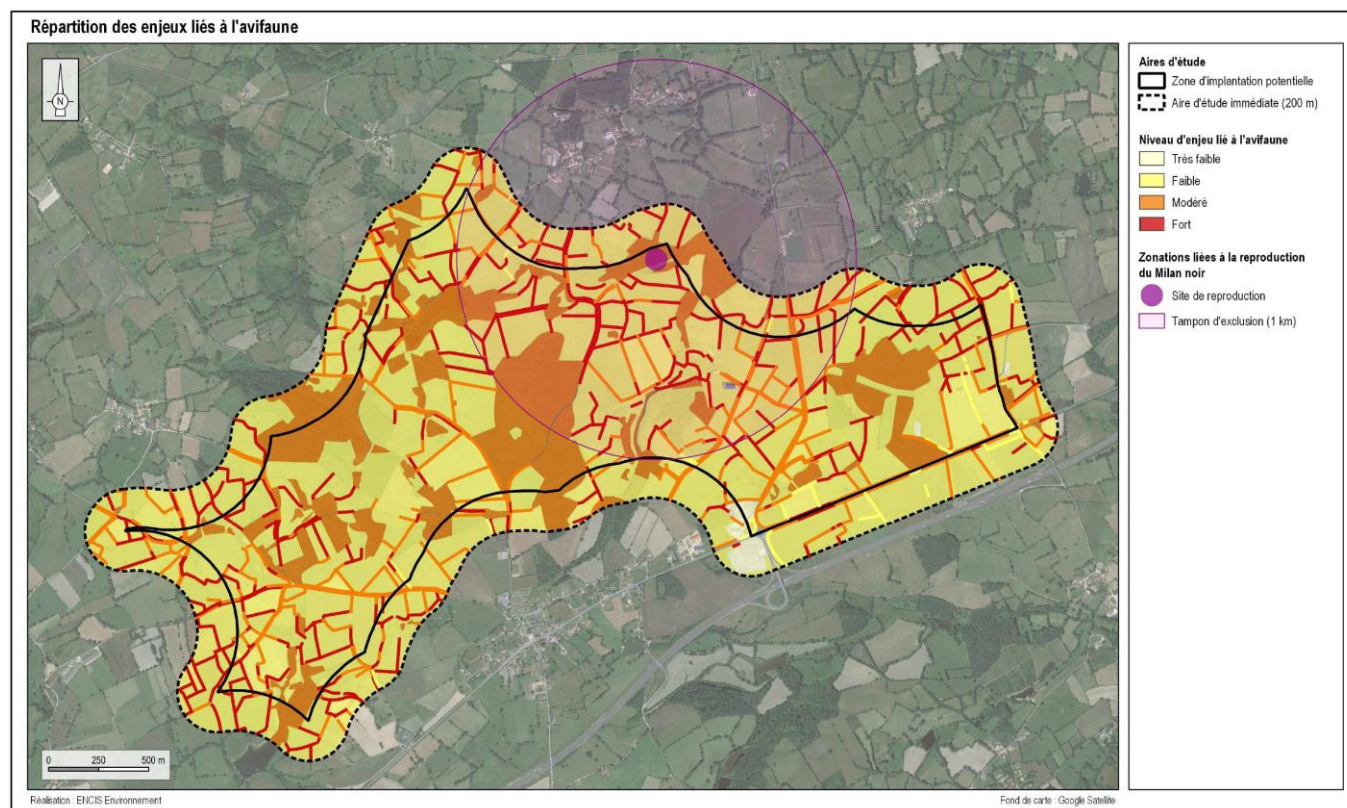 Répartition des enjeux liés à l'avifaune
N
0 250 500 m
Aires d'étude
Zone d'implantation potentielle
Aire d'étude immédiate (200 m)
Niveau d'enjeu lié à l'avifaune
Très faible
Faible
Modéré
Fort
Zonations liées à la reproduction
du Milan noir
Site de reproduction
Tampon d'exclusion (1 km)
Réalisation : ENCIS Environnement
Fond de carte : Google Satellite